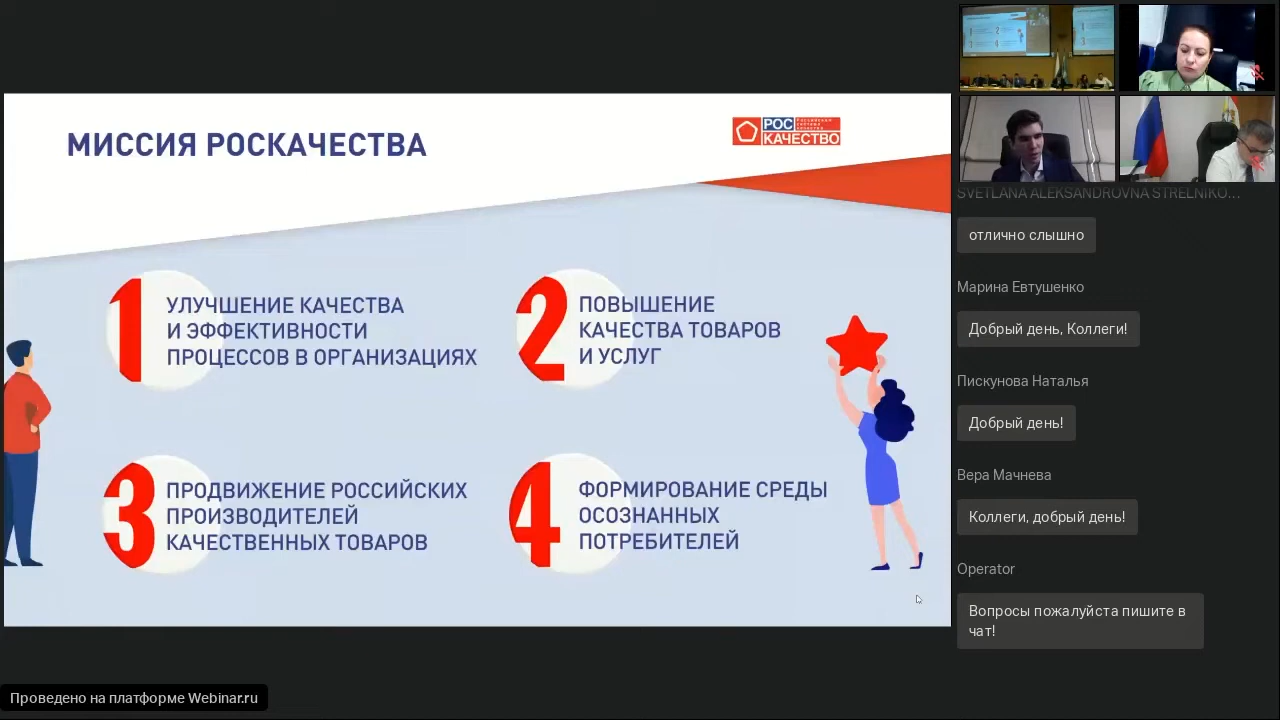 МИССИЯ РОСКАЧЕСТВА
РОС
КАЧЕСТВО
1
УЛУЧШЕНИЕ КАЧЕСТВА
И ЭФФЕКТИВНОСТИ
ПРОЦЕССОВ В ОРГАНИЗАЦИЯХ
2
ПОВЫШЕНИЕ
КАЧЕСТВА ТОВАРОВ
И УСЛУГ
3
ПРОДВИЖЕНИЕ РОССИЙСКИХ
ПРОИЗВОДИТЕЛЕЙ
КАЧЕСТВЕННЫХ ТОВАРОВ
4
ФОРМИРОВАНИЕ СРЕДЫ
ОСОЗНАННЫХ
ПОТРЕБИТЕЛЕЙ
SVETLANA ALEKSANDROVNA STRELNIKO...
отлично слышно
Марина Евтушенко
Добрый день, Коллеги!
Пискунова Наталья
Добрый день!
Вера Мачнева
Коллеги, добрый день!
Operator
Вопросы пожалуйста пишите в
чат!
Проведено на платформе Webinar.ru